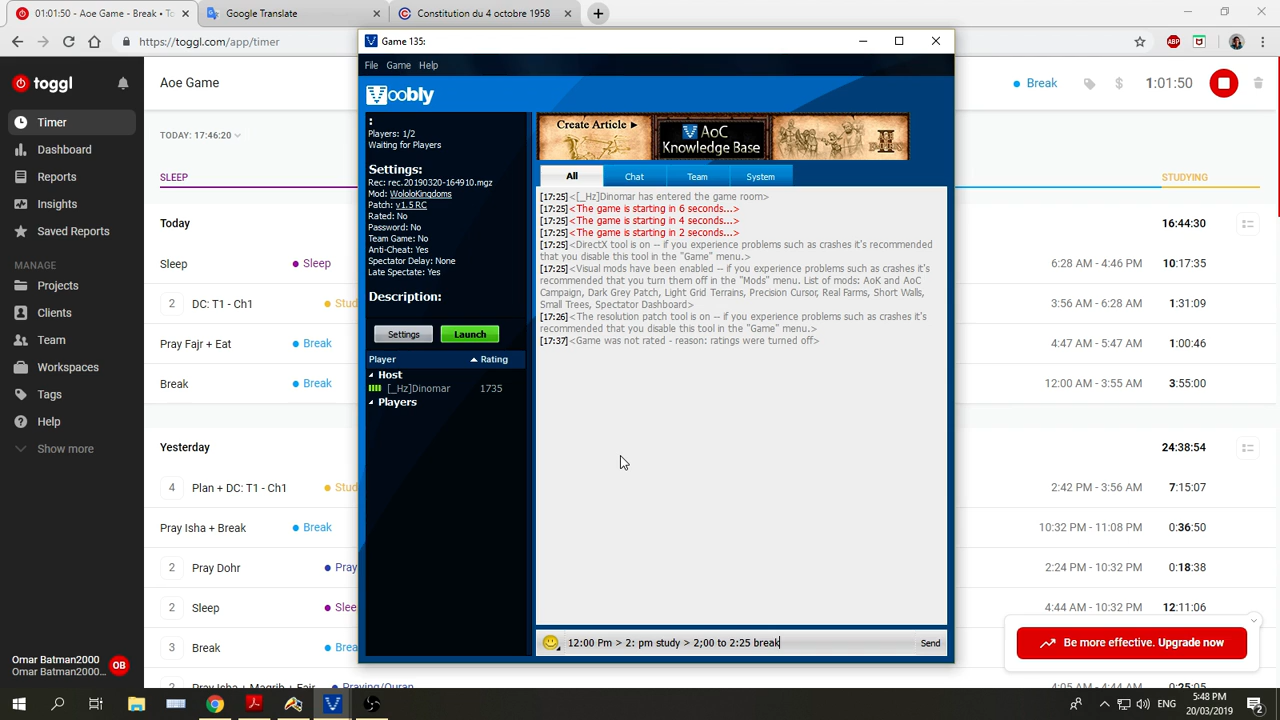 01:01:50 - Aoe Game - Break •
Google Translate
Constitution du 4 octobre 1958
https://toggl.com/app/timer
toggl
Timer
Dashboard
Reports
Insights
Saved Reports
MANAGE
Projects
Clients
Team
Workspaces
Tags
Help
Show more
Omar Batman2000
Omar Batman2000...
OB
Aoe Game
Break
$
1:01:50
TODAY: 17:46:20
SLEEP
STUDYING
Today
16:44:30
Sleep
Sleep
6:28 AM - 4:46 PM
10:17:35
2
DC: T1 - Ch1
Stud
3:56 AM - 6:28 AM
1:31:09
Pray Fajr + Eat
Break
4:47 AM - 5:47 AM
1:00:46
Break
Break
12:00 AM - 3:55 AM
3:55:00
Yesterday
24:38:54
4
Plan + DC: T1 - Ch1
Stud
2:42 PM - 3:56 AM
7:15:07
Pray Isha + Break
Break
10:32 PM - 11:08 PM
0:36:50
2
Pray Dohr
Pray
2:24 PM - 10:32 PM
0:18:38
2
Sleep
Slee
4:44 AM - 10:32 PM
12:11:06
3
Break
Brea
Be more effective. Upgrade now
2
Pray Isha + Magrib + Fajr
Praying/Quran
4:05 AM - 4:44 AM
0:25:05
Game 135:
File Game Help
Voobly
:
Players: 1/2
Waiting for Players
Settings:
Rec: rec.20190320-164910.mgz
Mod: WololoKingdoms
Patch: v1.5 RC
Rated: No
Password: No
Team Game: No
Anti-Cheat: Yes
Spectator Delay: None
Late Spectate: Yes
Description:
Settings
Launch
Player Rating
Host
[_Hz]Dinomar 1735
Players
Create Article ►
AoC
Knowledge Base
II
All Chat Team System
[17:25]<[_Hz]Dinomar has entered the game room>
[17:25]<The game is starting in 6 seconds...>
[17:25]<The game is starting in 4 seconds...>
[17:25]<The game is starting in 2 seconds...>
[17:25]<DirectX tool is on -- if you experience problems such as crashes it's recommended
that you disable this tool in the "Game" menu.>
[17:25]<Visual mods have been enabled -- if you experience problems such as crashes it's
recommended that you turn them off in the "Mods" menu. List of mods: AoK and AoC
Campaign, Dark Grey Patch, Light Grid Terrains, Precision Cursor, Real Farms, Short Walls,
Small Trees, Spectator Dashboard>
[17:26]<The resolution patch tool is on -- if you experience problems such as crashes it's
recommended that you disable this tool in the "Game" menu.>
[17:37]<Game was not rated - reason: ratings were turned off>
12:00 Pm > 2: pm study > 2;00 to 2:25 break
Send
ENG
5:48 PM
20/03/2019
2